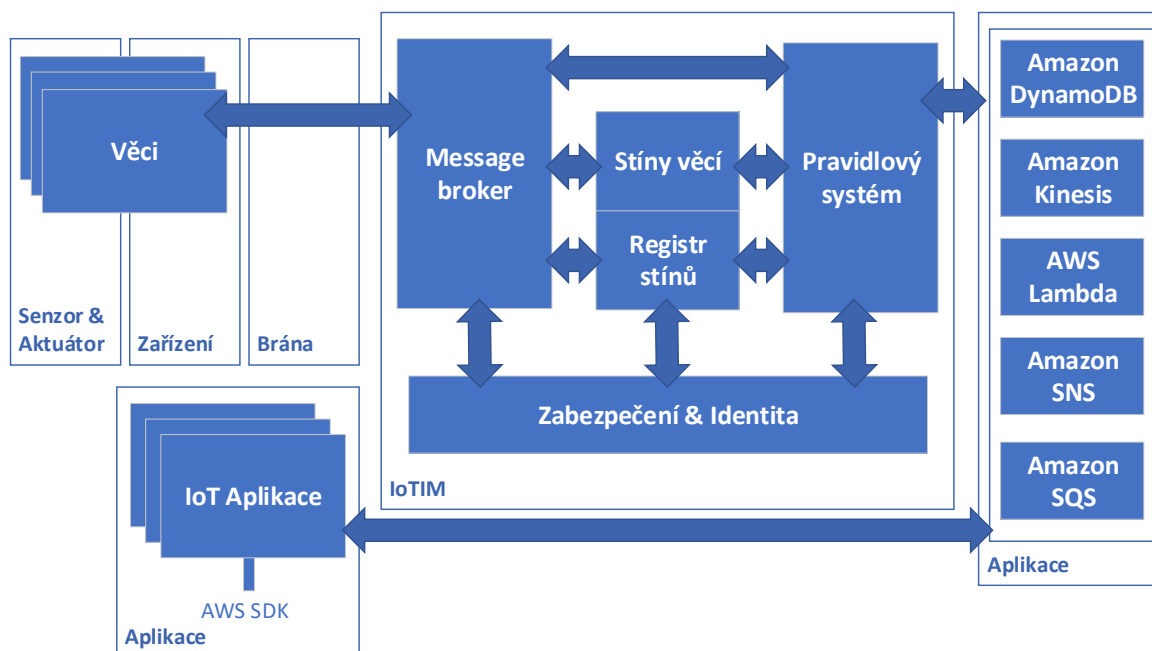 Věci
Senzor &
Aktuátor
Zařízení
Brána
Message
broker
Stíny věcí
Registr
stínů
Pravidlový
systém
Zabezpečení & Identita
IoTIM
Amazon
DynamoDB
Amazon
Kinesis
AWS
Lambda
Amazon
SNS
Amazon
SQS
Aplikace
IoT Aplikace
AWS SDK
Aplikace